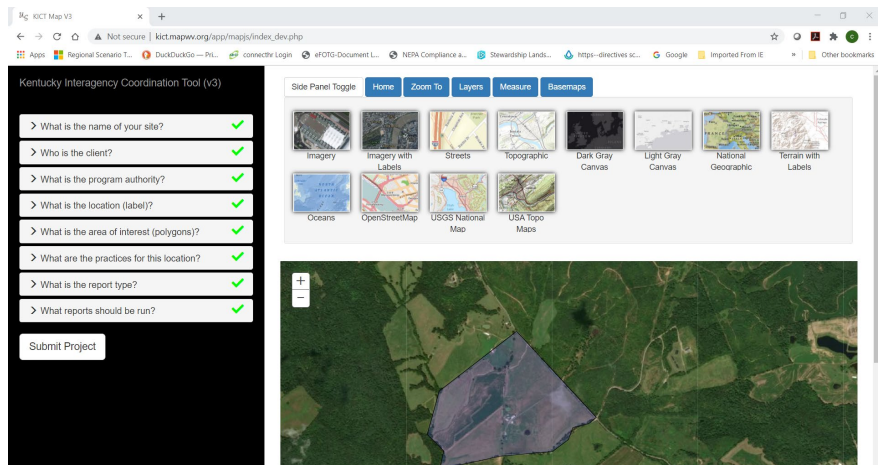 KICT Map V3
Not secure | kict.mapwv.org/app/mapjs/index_dev.php
Apps Regional Scenario T... DuckDuckGo — Pri... connecthr Login eFOTG-Document L... NEPA Compliance a... Stewardship Lands... https--directives sc... Google Imported From IE » Other bookmarks
Kentucky Interagency Coordination Tool (v3)
What is the name of your site?
Who is the client?
What is the program authority?
What is the location (label)?
What is the area of interest (polygons)?
What are the practices for this location?
What is the report type?
What reports should be run?
Submit Project
Side Panel Toggle Home Zoom To Layers Measure Basemaps
Imagery
Imagery with
Labels
Streets
Topographic
Dark Gray
Canvas
Light Gray
Canvas
National
Geographic
Terrain with
Labels
Oceans
OpenStreetMap
USGS National
Map
USA Topo
Maps
+
−